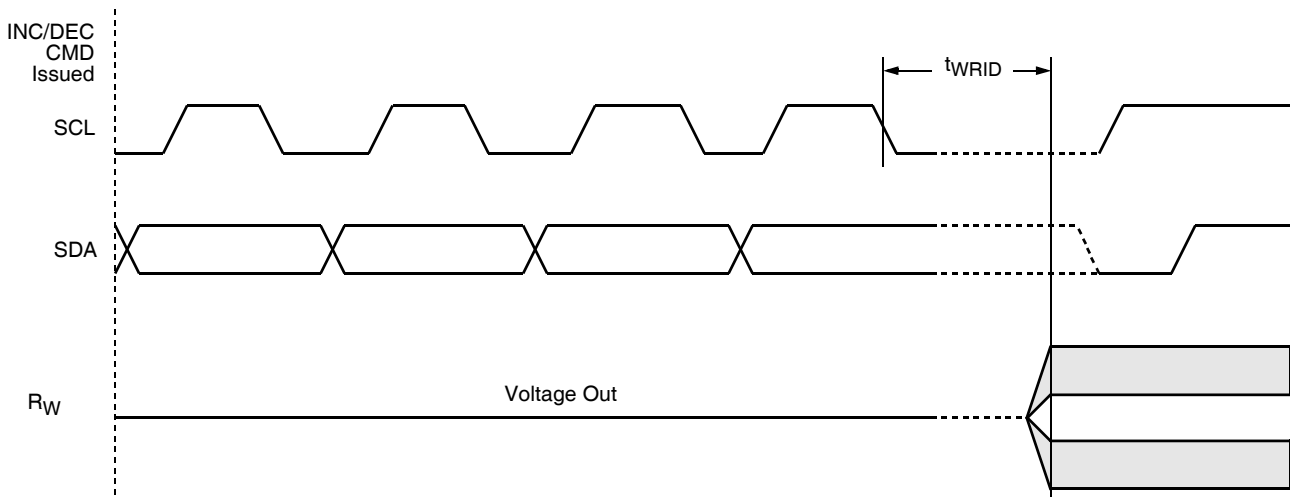 INC/DEC
CMD
Issued
tWRID
SCL
SDA
Voltage Out
RW